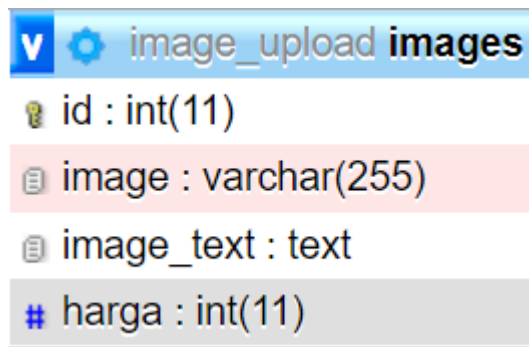 v image_upload images
id : int(11)
image : varchar(255)
image_text : text
# harga : int(11)